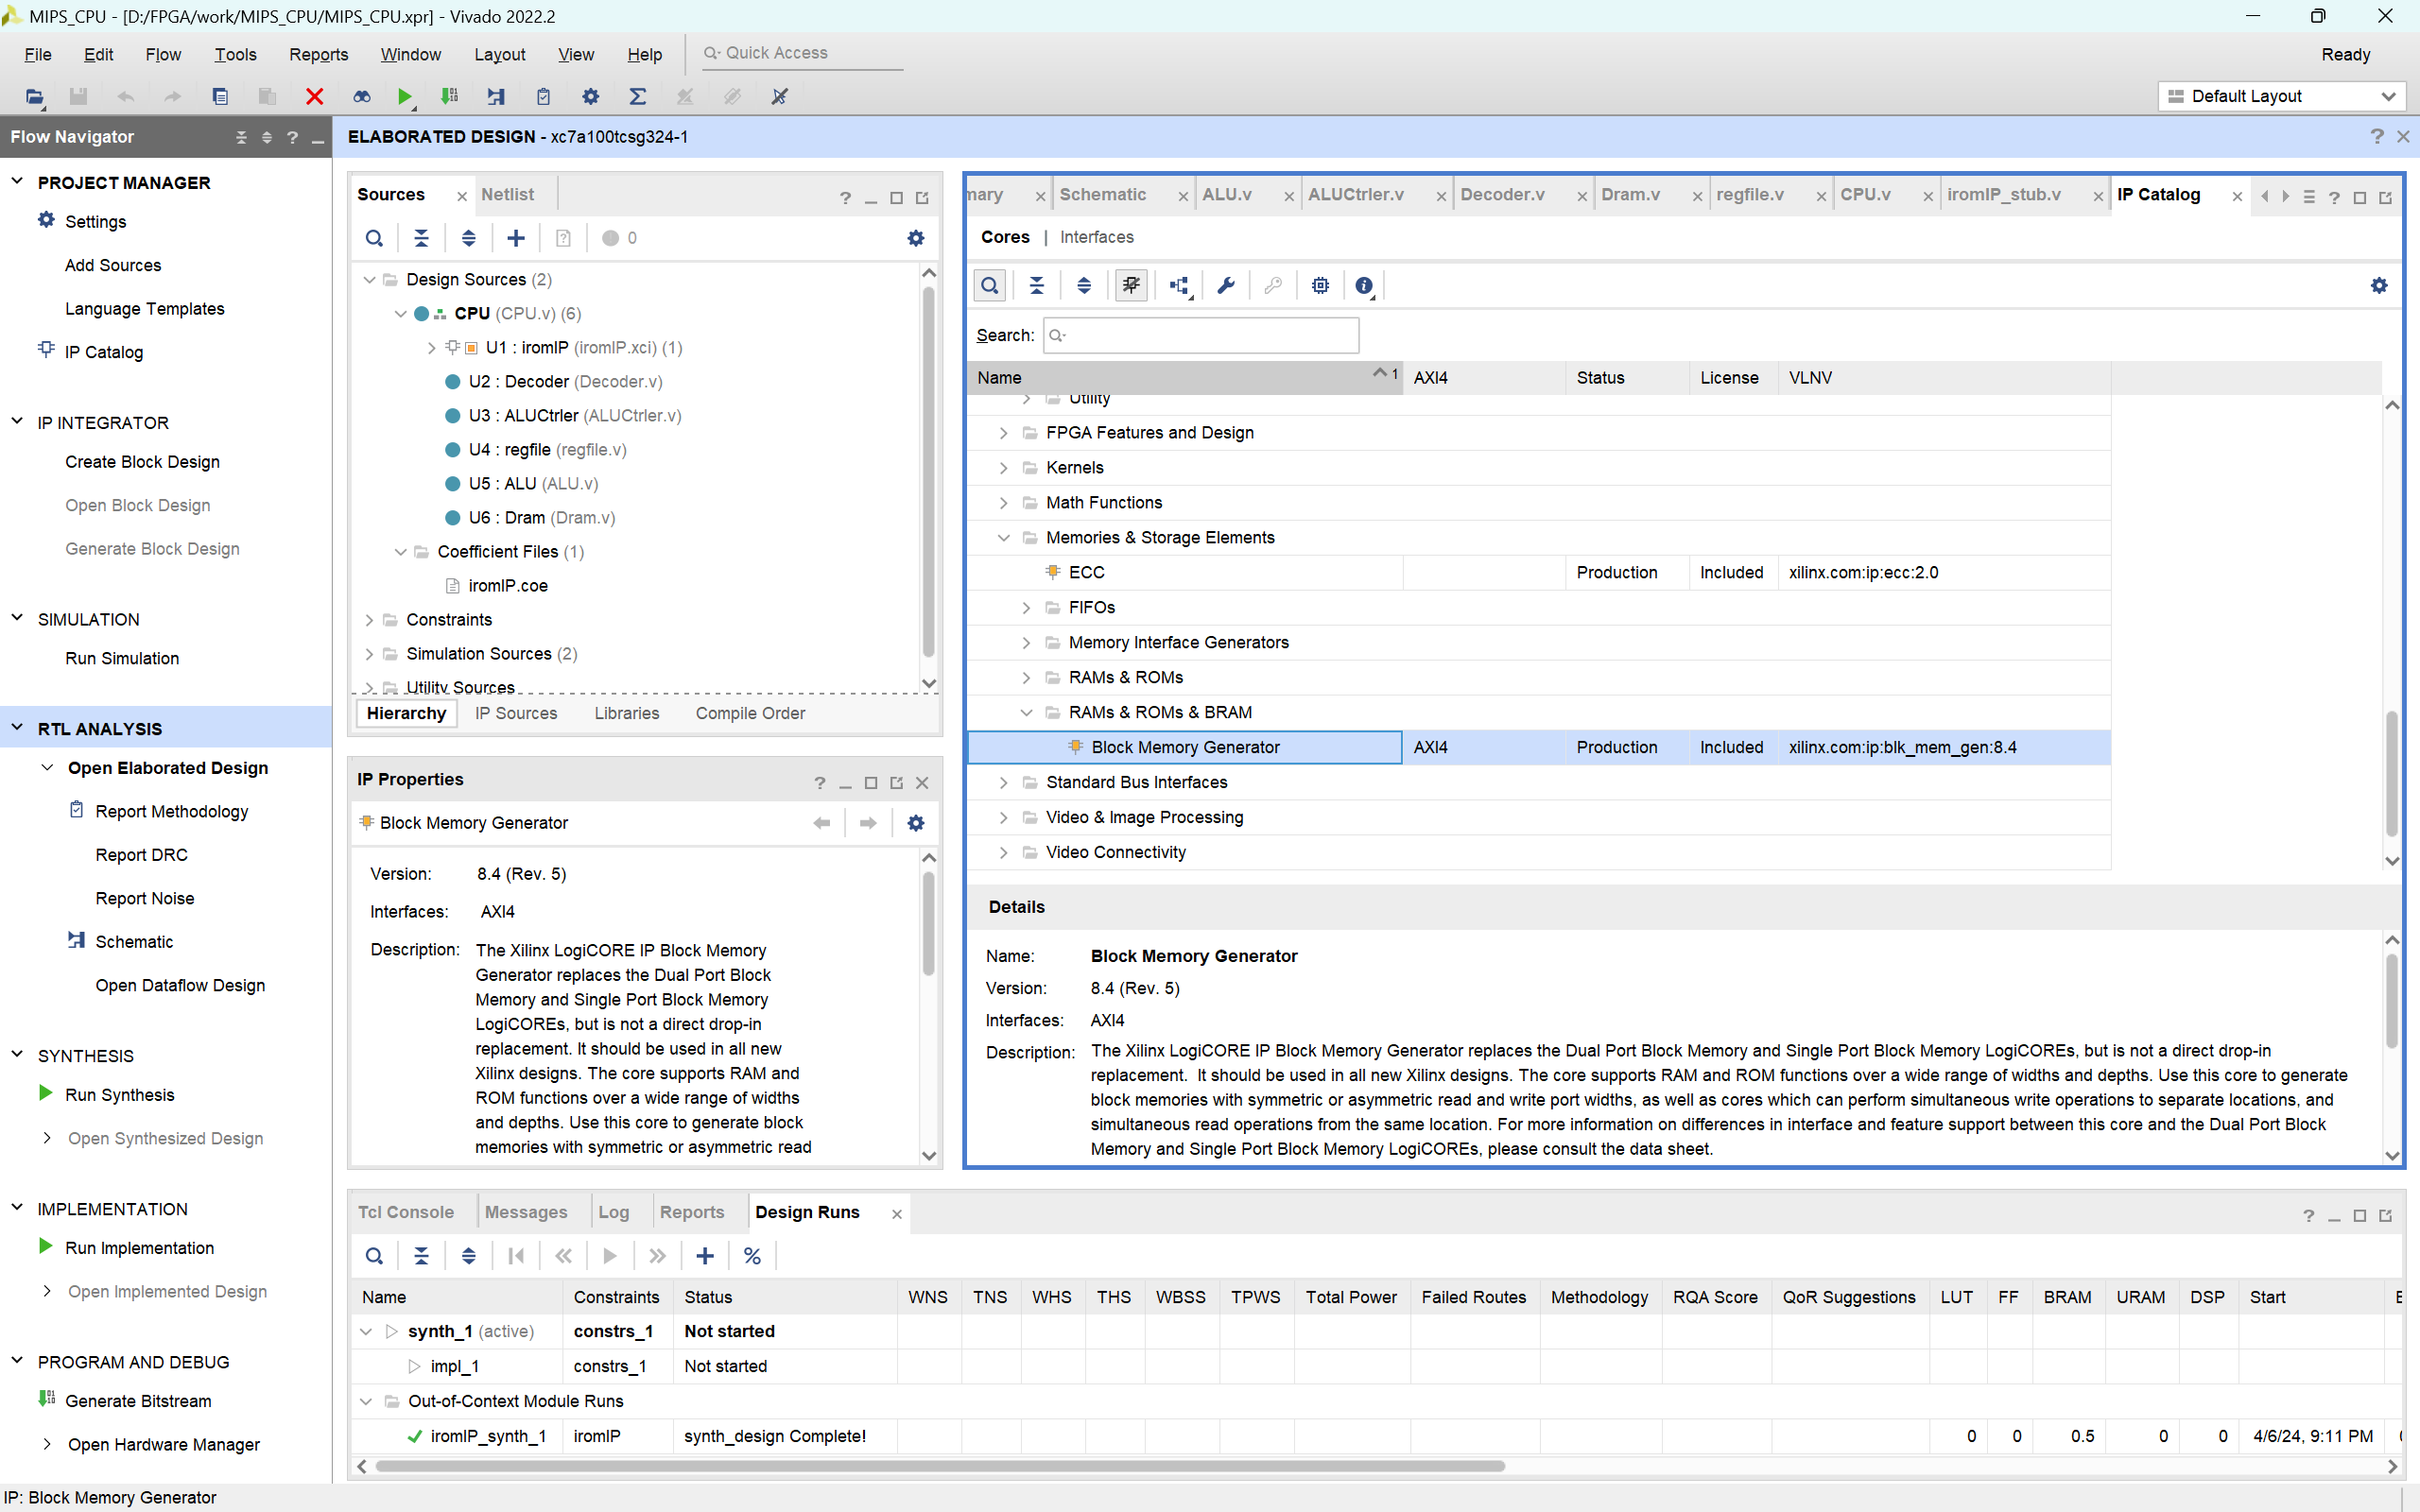 MIPS_CPU - [D:/FPGA/work/MIPS_CPU/MIPS_CPU.xpr] - Vivado 2022.2
File Edit Flow Tools Reports Window Layout View Help Quick Access Ready
Default Layout
Flow Navigator
PROJECT MANAGER
Settings
Add Sources
Language Templates
IP Catalog
IP INTEGRATOR
Create Block Design
Open Block Design
Generate Block Design
SIMULATION
Run Simulation
RTL ANALYSIS
Open Elaborated Design
Report Methodology
Report DRC
Report Noise
Schematic
Open Dataflow Design
SYNTHESIS
Run Synthesis
Open Synthesized Design
IMPLEMENTATION
Run Implementation
Open Implemented Design
PROGRAM AND DEBUG
Generate Bitstream
Open Hardware Manager
ELABORATED DESIGN - xc7a100tcsg324-1
Sources Netlist
0
Design Sources (2)
CPU (CPU.v) (6)
U1 : iromIP (iromIP.xci) (1)
U2 : Decoder (Decoder.v)
U3 : ALUCtrler (ALUCtrler.v)
U4 : regfile (regfile.v)
U5 : ALU (ALU.v)
U6 : Dram (Dram.v)
Coefficient Files (1)
iromIP.coe
Constraints
Simulation Sources (2)
Utility Sources
Hierarchy IP Sources Libraries Compile Order
IP Properties
Block Memory Generator
Version: 8.4 (Rev. 5)
Interfaces: AXI4
Description: The Xilinx LogiCORE IP Block Memory
Generator replaces the Dual Port Block
Memory and Single Port Block Memory
LogiCOREs, but is not a direct drop-in
replacement. It should be used in all new
Xilinx designs. The core supports RAM and
ROM functions over a wide range of widths
and depths. Use this core to generate block
memories with symmetric or asymmetric read
mary Schematic ALU.v ALUCtrler.v Decoder.v Dram.v regfile.v CPU.v iromIP_stub.v IP Catalog
Cores | Interfaces
Search:
Name 1 AXI4 Status License VLNV
Utility
FPGA Features and Design
Kernels
Math Functions
Memories & Storage Elements
ECC Production Included xilinx.com:ip:ecc:2.0
FIFOs
Memory Interface Generators
RAMs & ROMs
RAMs & ROMs & BRAM
Block Memory Generator AXI4 Production Included xilinx.com:ip:blk_mem_gen:8.4
Standard Bus Interfaces
Video & Image Processing
Video Connectivity
Details
Name: Block Memory Generator
Version: 8.4 (Rev. 5)
Interfaces: AXI4
Description: The Xilinx LogiCORE IP Block Memory Generator replaces the Dual Port Block Memory and Single Port Block Memory LogiCOREs, but is not a direct drop-in
replacement. It should be used in all new Xilinx designs. The core supports RAM and ROM functions over a wide range of widths and depths. Use this core to generate
block memories with symmetric or asymmetric read and write port widths, as well as cores which can perform simultaneous write operations to separate locations, and
simultaneous read operations from the same location. For more information on differences in interface and feature support between this core and the Dual Port Block
Memory and Single Port Block Memory LogiCOREs, please consult the data sheet.
Tcl Console Messages Log Reports Design Runs
Name Constraints Status WNS TNS WHS THS WBSS TPWS Total Power Failed Routes Methodology RQA Score QoR Suggestions LUT FF BRAM URAM DSP Start
synth_1 (active) constrs_1 Not started
impl_1 constrs_1 Not started
Out-of-Context Module Runs
iromIP_synth_1 iromIP synth_design Complete! 0 0 0.5 0 0 4/6/24, 9:11 PM
IP: Block Memory Generator